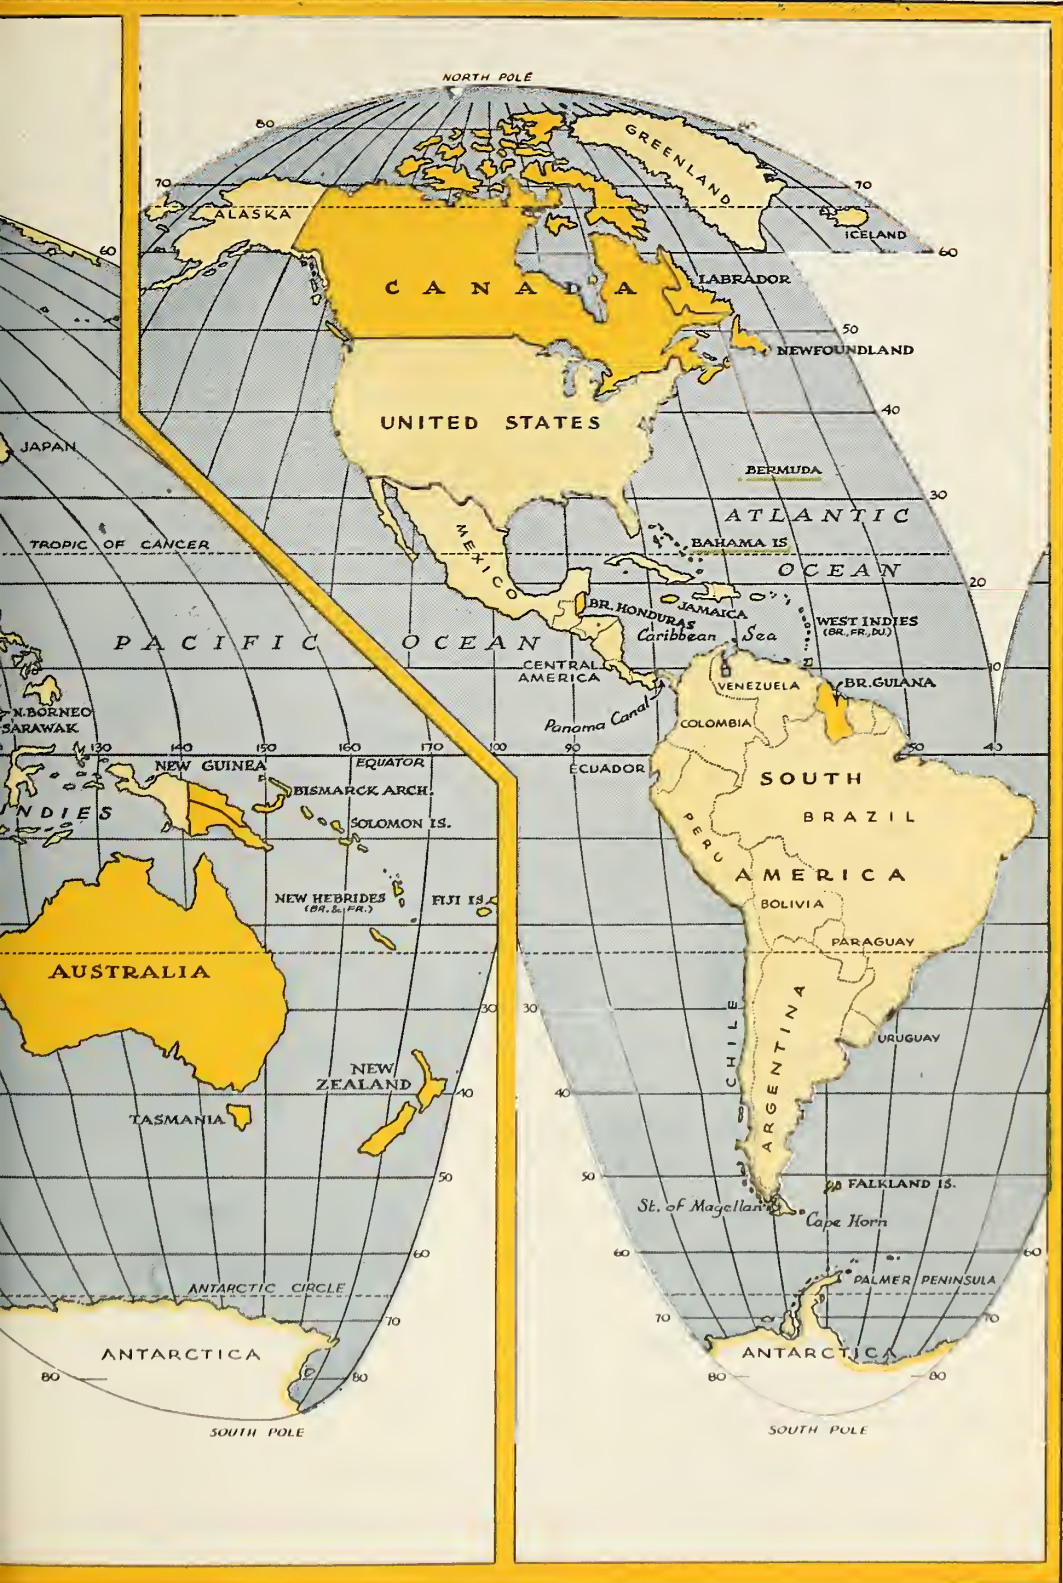 NORTH POLE
80
80
GREENLAND
70
70
ALASKA
ICELAND
60
60
CANADA
LABRADOR
50
NEWFOUNDLAND
40
UNITED STATES
JAPAN
BERMUDA
30
ATLANTIC
OCEAN
MEXICO
TROPIC OF CANCER
BAHAMA IS
20
BR. HONDURAS
JAMAICA
WEST INDIES
(BR., FR., DU.)
Caribbean Sea
PACIFIC OCEAN
10
CENTRAL
AMERICA
VENEZUELA
BR. GUIANA
Panama Canal
COLOMBIA
N. BORNEO
SARAWAK
130 140 150 160 170 180 90 50 40
NEW GUINEA
EQUATOR
ECUADOR
SOUTH
AMERICA
BISMARCK ARCH.
NDIES
SOLOMON IS.
BRAZIL
PERU
NEW HEBRIDES
(BR. & FR.)
FIJI IS.
BOLIVIA
PARAGUAY
AUSTRALIA
30
30
CHILE
ARGENTINA
URUGUAY
NEW
ZEALAND
40
40
TASMANIA
50
50
FALKLAND IS.
St. of Magellan
Cape Horn
60
60
60
ANTARCTIC CIRCLE
PALMER PENINSULA
70
70
70
ANTARCTICA
ANTARCTICA
80
80
80
80
SOUTH POLE
SOUTH POLE